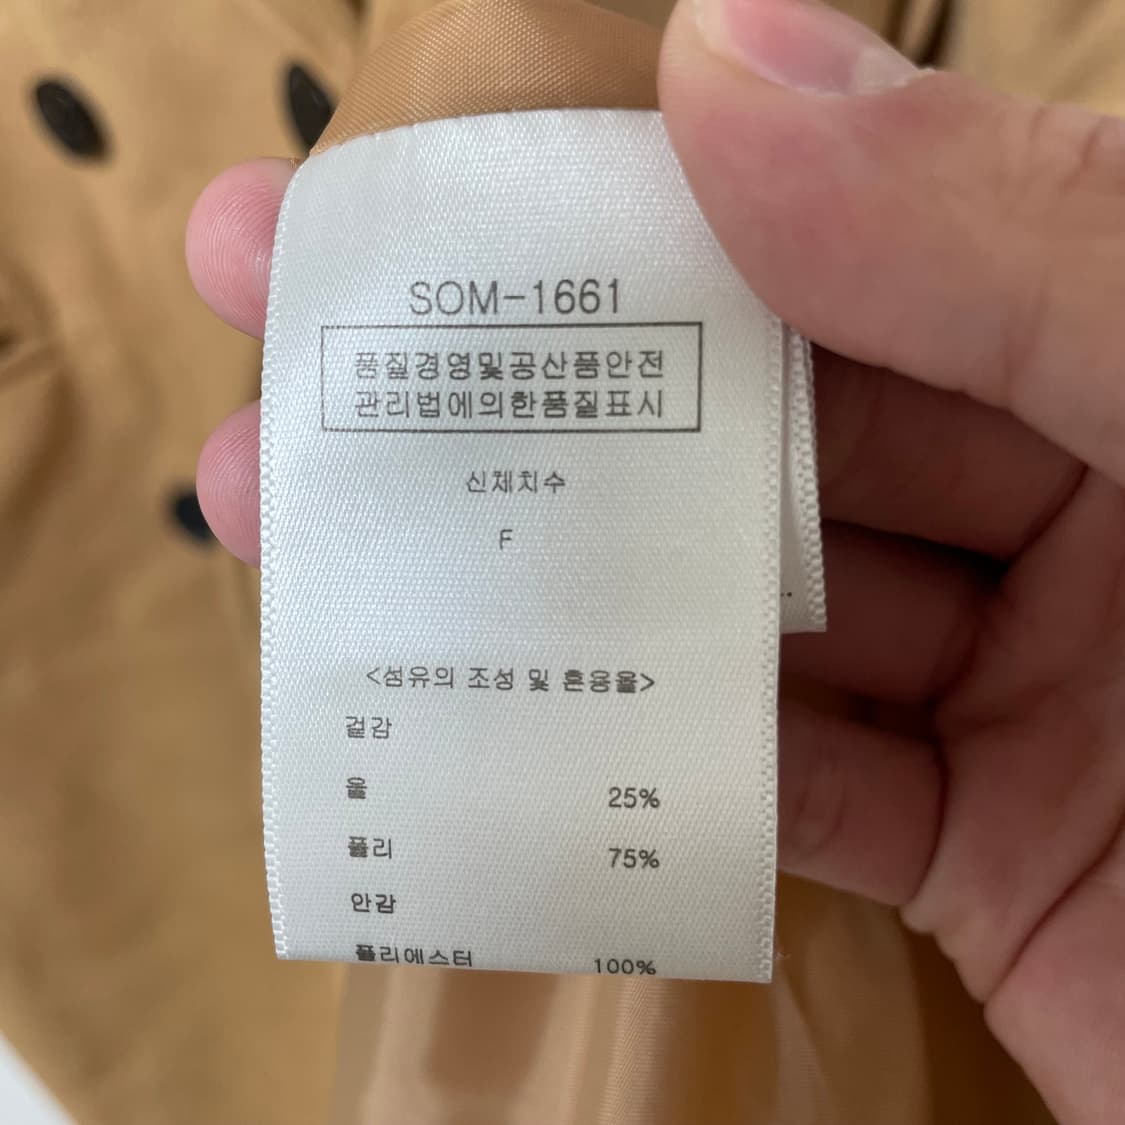 SOM-1661
품질경영및공산품안전
관리법에의한품질표시
신체치수
F
<섬유의 조성 및 혼용율>
겉감
울 25%
폴리 75%
안감
폴리에스터 100%